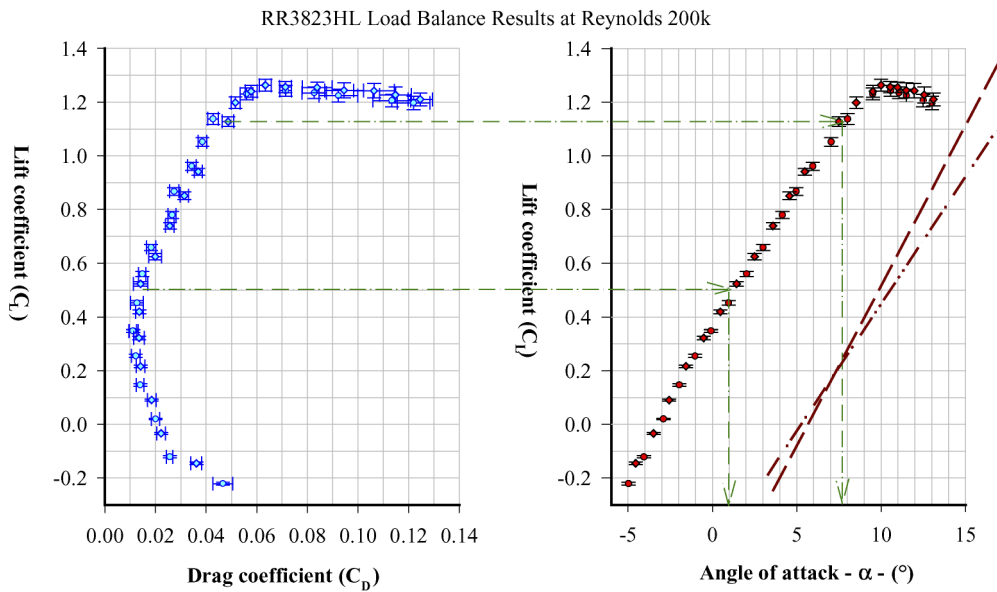 RR3823HL Load Balance Results at Reynolds 200k
Lift coefficient (C_L)
1.4
1.2
1.0
0.8
0.6
0.4
0.2
0.0
-0.2
0.00 0.02 0.04 0.06 0.08 0.10 0.12 0.14
Drag coefficient (C_D)
Lift coefficient (C_l)
1.4
1.2
1.0
0.8
0.6
0.4
0.2
0.0
-0.2
-5 0 5 10 15
Angle of attack - α - (°)